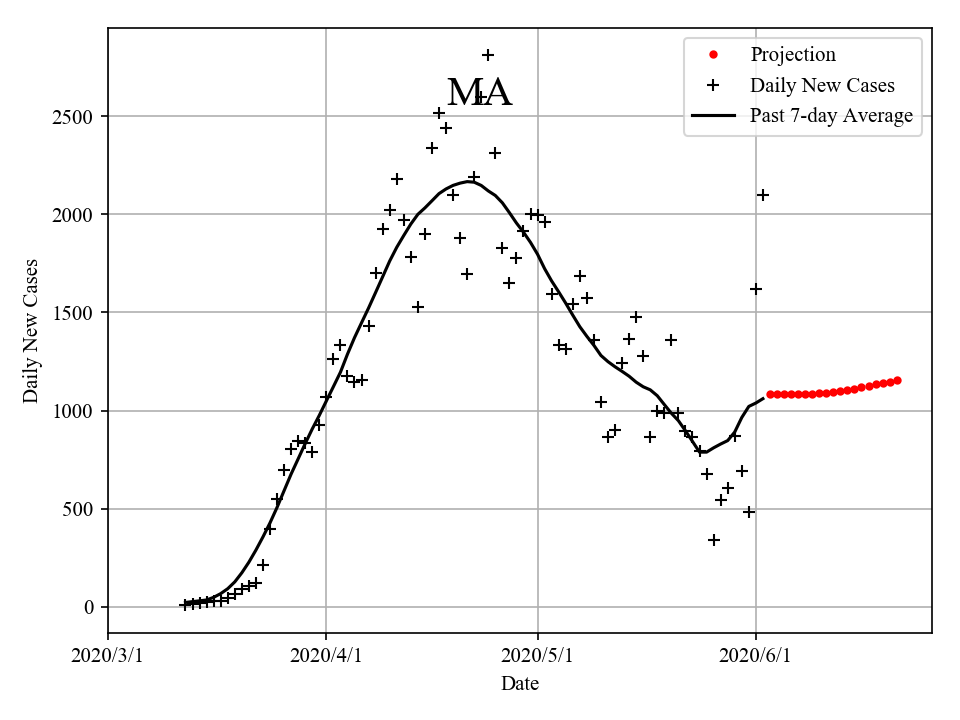 MA
Projection
Daily New Cases
Past 7-day Average
Daily New Cases
2500
2000
1500
1000
500
0
2020/3/1 2020/4/1 2020/5/1 2020/6/1
Date